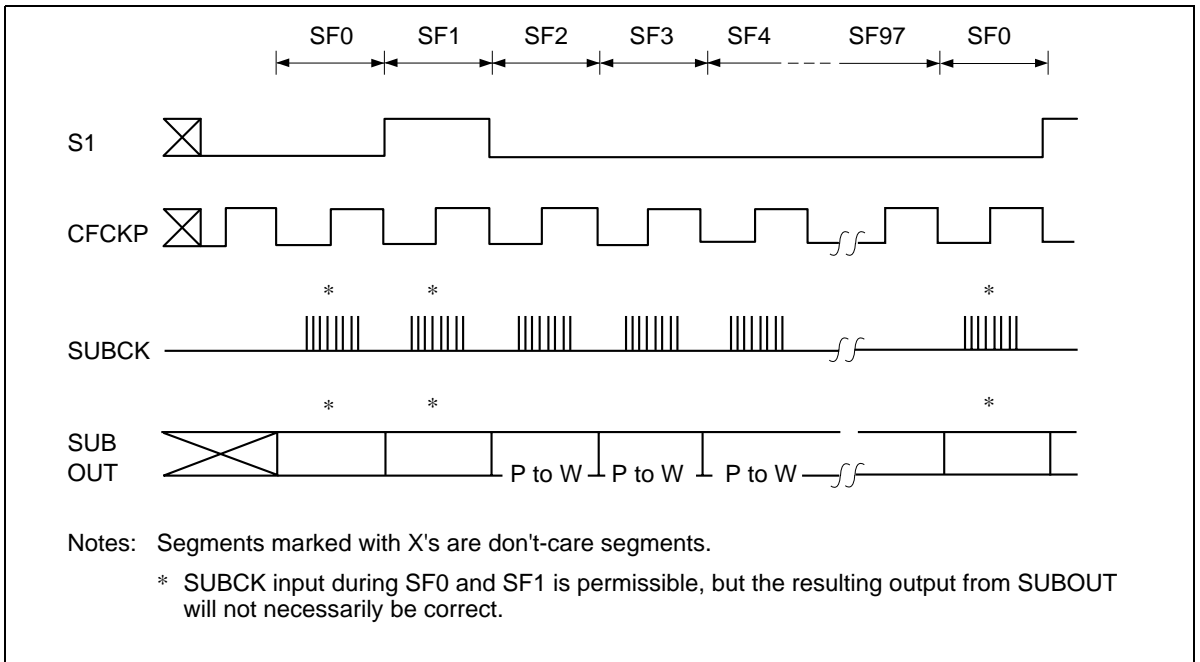 SF0 SF1 SF2 SF3 SF4 SF97 SF0
S1
CFCKP
* * *
SUBCK
* * *
SUB
OUT
P to W P to W P to W
Notes: Segments marked with X's are don't-care segments.
* SUBCK input during SF0 and SF1 is permissible, but the resulting output from SUBOUT
will not necessarily be correct.